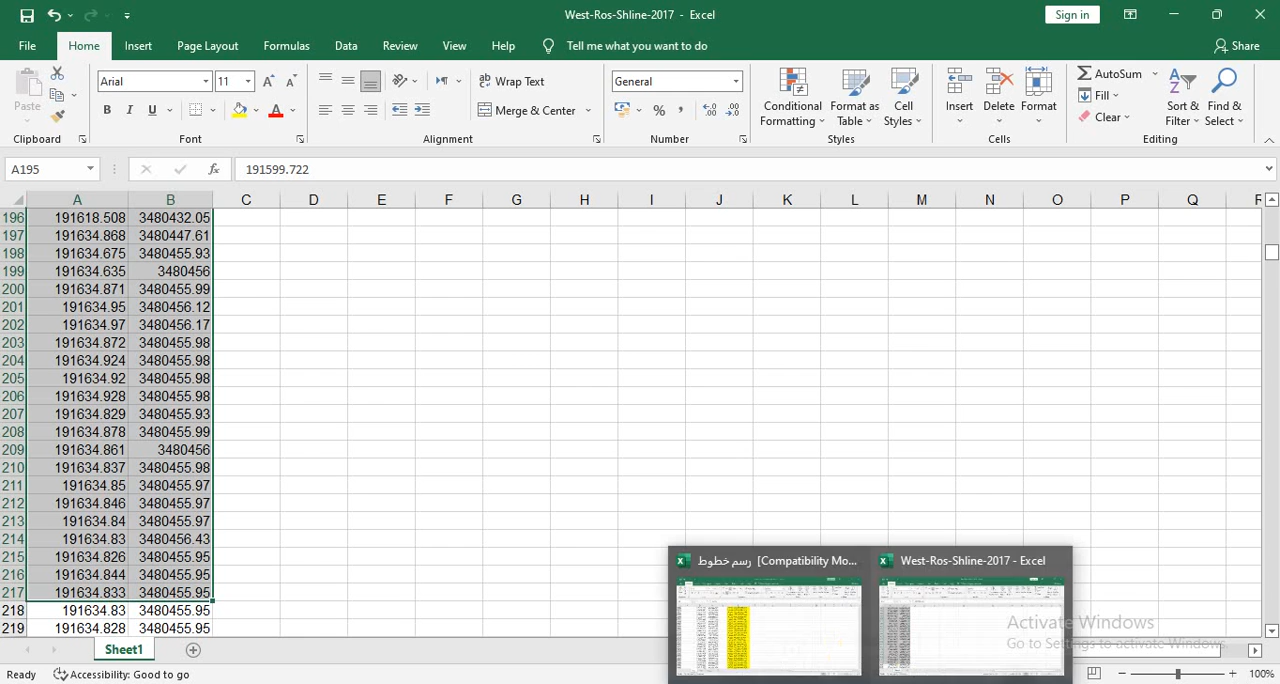 West-Ros-Shline-2017 - Excel
Sign in
File Home Insert Page Layout Formulas Data Review View Help Tell me what you want to do
Share
Paste
Arial 11
B I U A
Wrap Text
Merge & Center
General
% ,
Conditional Formatting
Format as Table
Cell Styles
Insert
Delete
Format
AutoSum
Fill
Clear
Sort & Filter
Find & Select
Clipboard Font Alignment Number Styles Cells Editing
A195 fx 191599.722
A B C D E F G H I J K L M N O P Q R
196 191618.508 3480432.05
197 191634.868 3480447.61
198 191634.675 3480455.93
199 191634.635 3480456
200 191634.871 3480455.99
201 191634.95 3480456.12
202 191634.97 3480456.17
203 191634.872 3480455.98
204 191634.924 3480455.98
205 191634.92 3480455.98
206 191634.928 3480455.98
207 191634.829 3480455.93
208 191634.878 3480455.99
209 191634.861 3480456
210 191634.837 3480455.98
211 191634.85 3480455.97
212 191634.846 3480455.97
213 191634.84 3480455.97
214 191634.83 3480456.43
215 191634.826 3480455.95
216 191634.844
217 191634.831
218 191634.83 3480455.95
219 191634.828 3480455.95
رسم خطوط [Compatibility Mo...
West-Ros-Shline-2017 - Excel
Activate Windows
Go to Settings to activate Windows.
Sheet1
Ready Accessibility: Good to g
100%